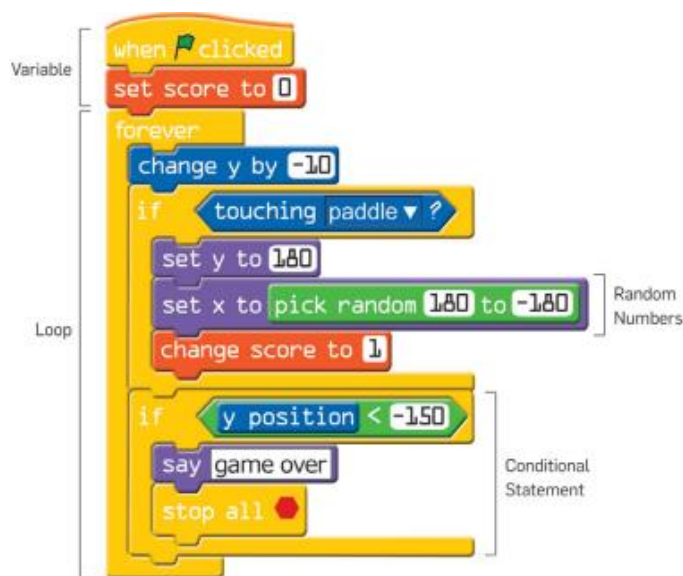 when clicked
Variable
set score to 0
forever
change y by -10
if touching paddle ?
set y to 180
set x to pick random 180 to -180
Random
Numbers
Loop
change score to 1
if y position < -150
say game over
Conditional
Statement
stop all